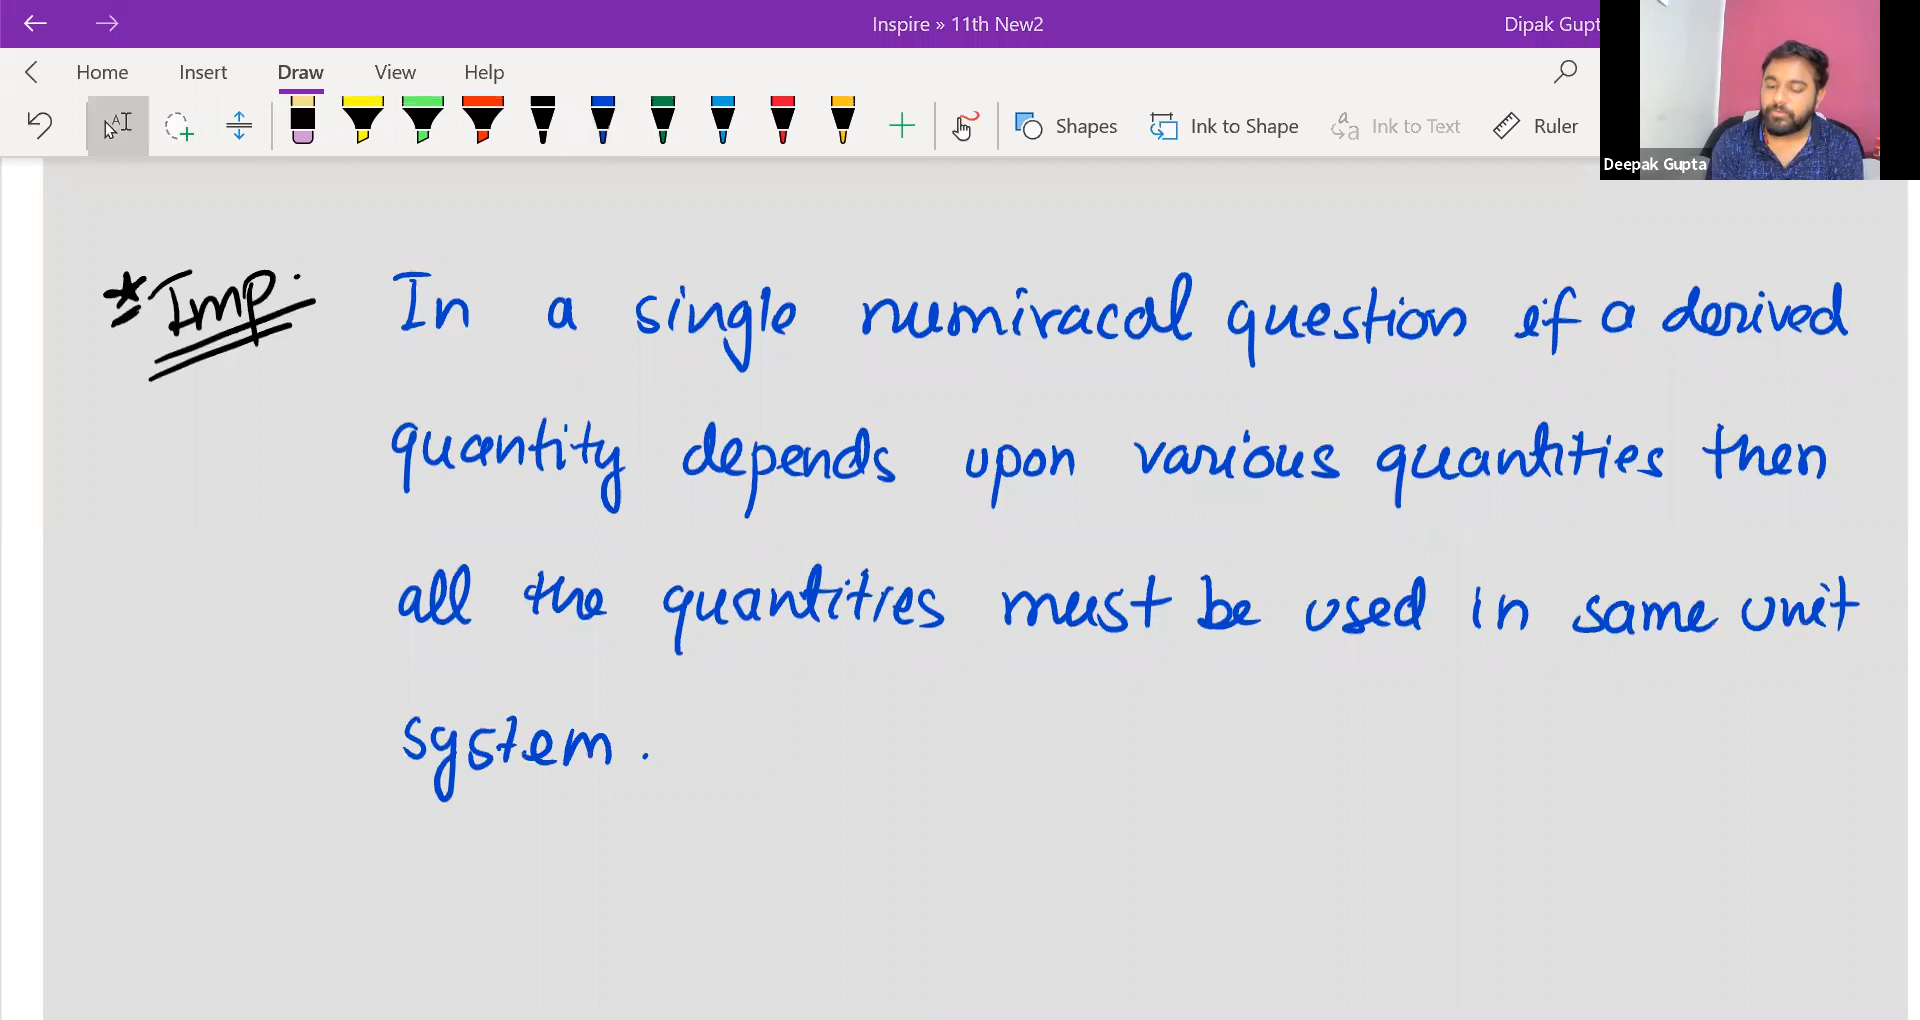 Inspire » 11th New2
Dipak Gupt
Home Insert Draw View Help
Shapes Ink to Shape Ink to Text Ruler
Deepak Gupta
* Imp. In a single numiracal question if a derived
quantity depends upon various quantities then
all the quantities must be used in same unit
system.